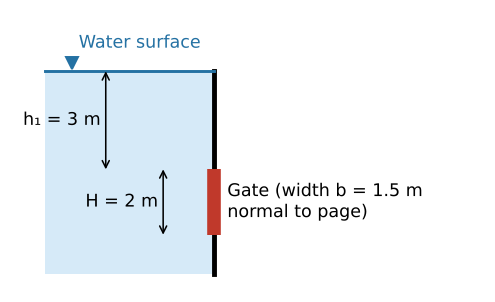 Water surface
h₁ = 3 m
H = 2 m
Gate (width b = 1.5 m
normal to page)